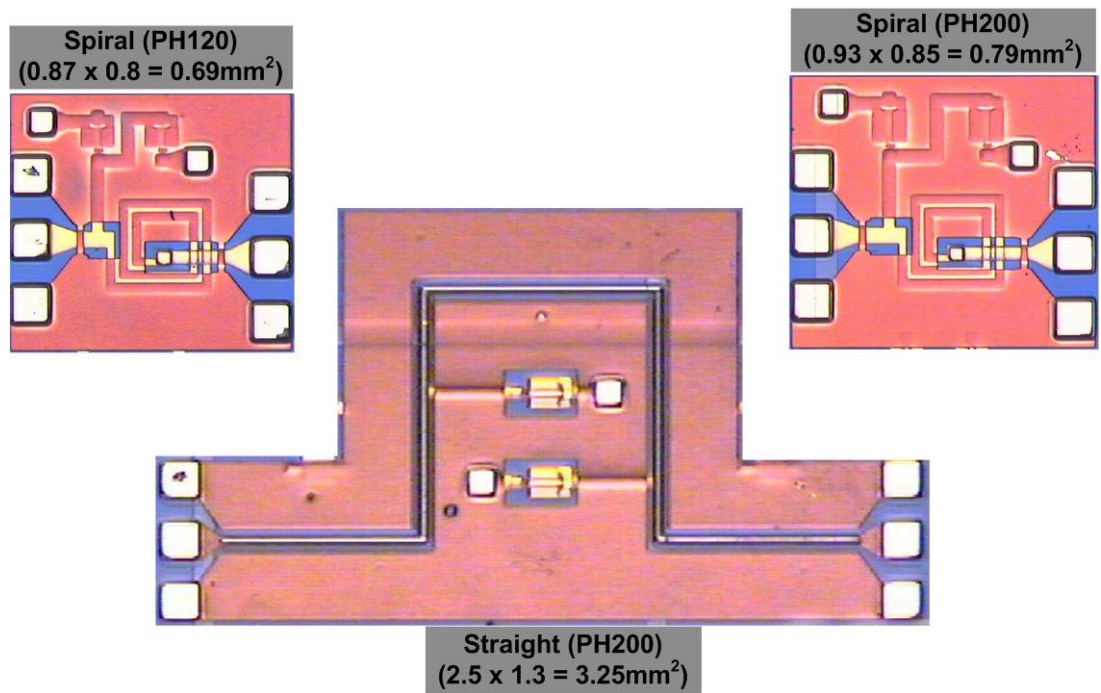 Spiral (PH120)
(0.87 x 0.8 = 0.69mm²)
Spiral (PH200)
(0.93 x 0.85 = 0.79mm²)
Straight (PH200)
(2.5 x 1.3 = 3.25mm²)